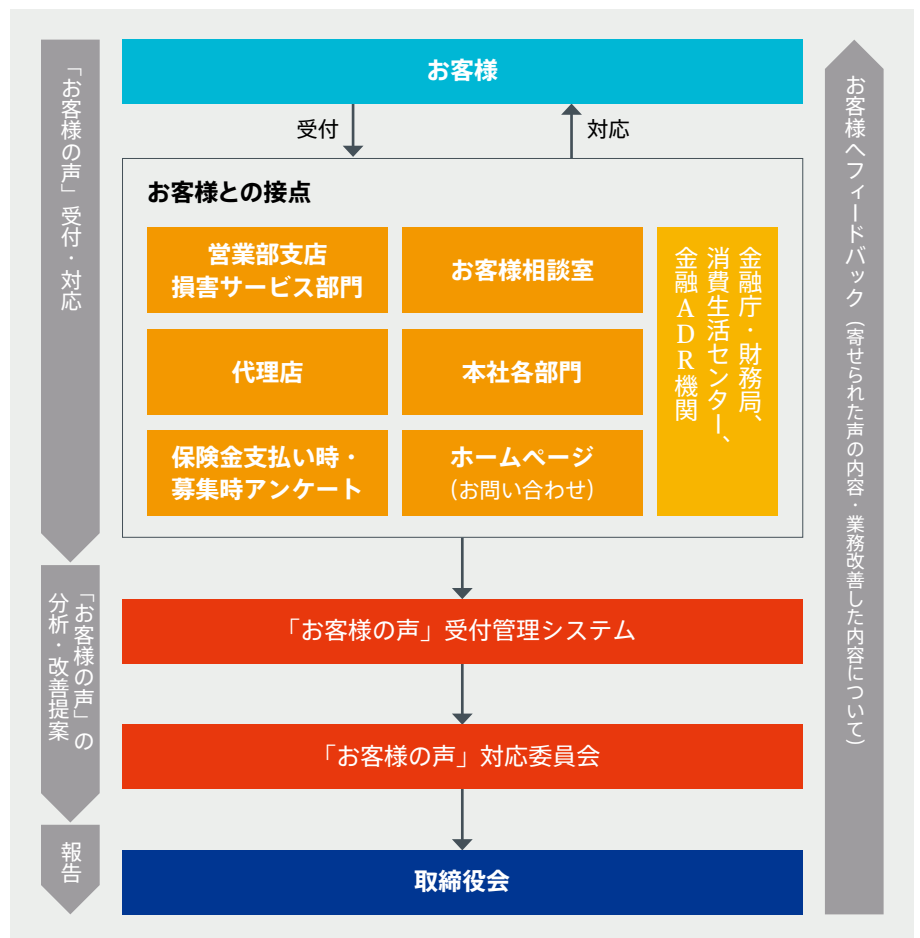 お客様
受付
対応
お客様との接点
営業部支店
損害サービス部門
お客様相談室
代理店
本社各部門
保険金支払い時・
募集時アンケート
ホームページ
(お問い合わせ)
金融庁・財務局、
消費生活センター、
金融ADR機関
「お客様の声」受付管理システム
「お客様の声」対応委員会
取締役会
「お客様の声」受付・対応
「お客様の声」の
分析・改善提案
報告
お客様へフィードバック(寄せられた声の内容・業務改善した内容について)